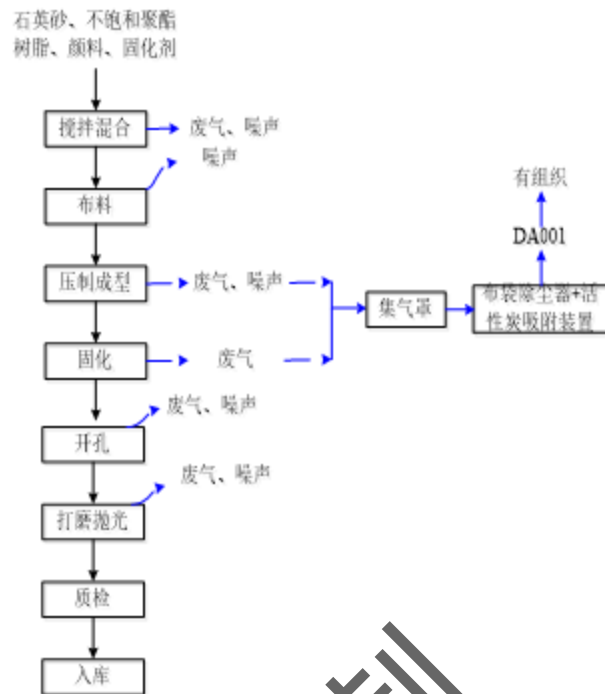 石英砂、不饱和聚酯
树脂、颜料、固化剂
搅拌混合
废气、噪声
噪声
布料
压制成型
废气、噪声
固化
废气
集气罩
有组织
DA001
布袋除尘器+活
性炭吸附装置
废气、噪声
开孔
废气、噪声
打磨抛光
质检
入库